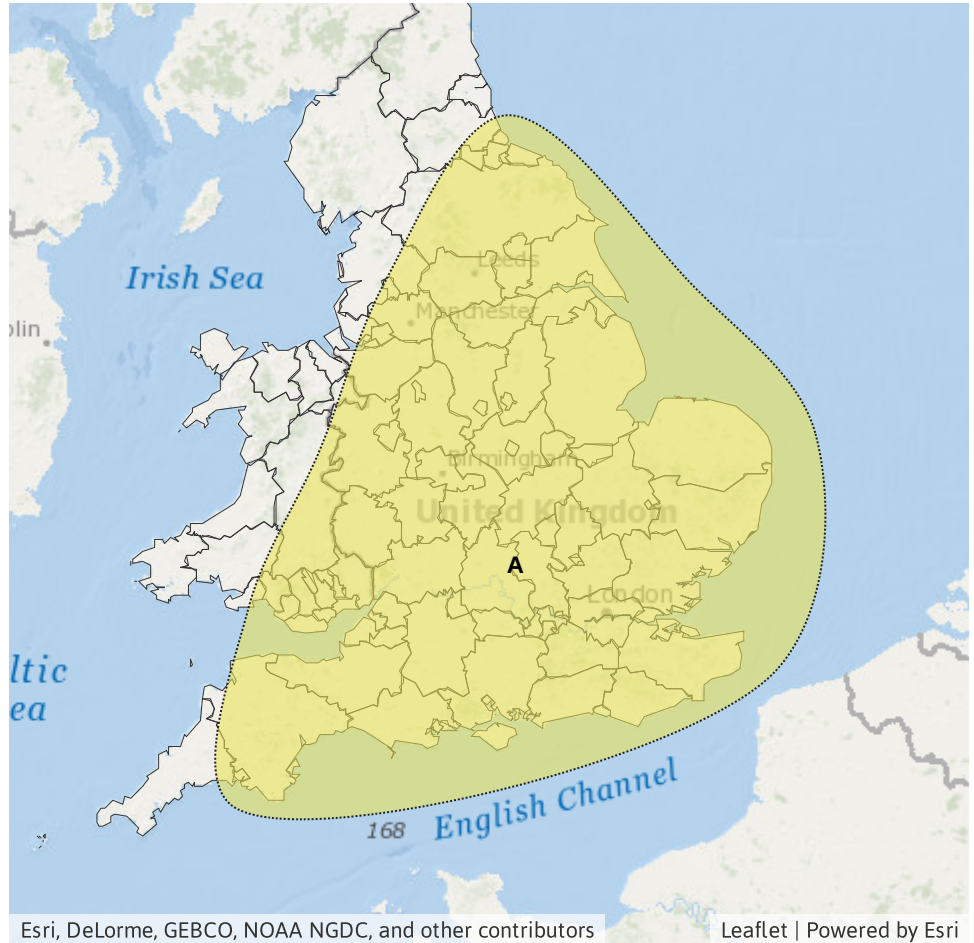 Irish Sea
Leeds
Manchester
olin
Birmingham
United Kingdom
A
London
ltic
ea
English Channel
168
Esri, DeLorme, GEBCO, NOAA NGDC, and other contributors
Leaflet | Powered by Esri